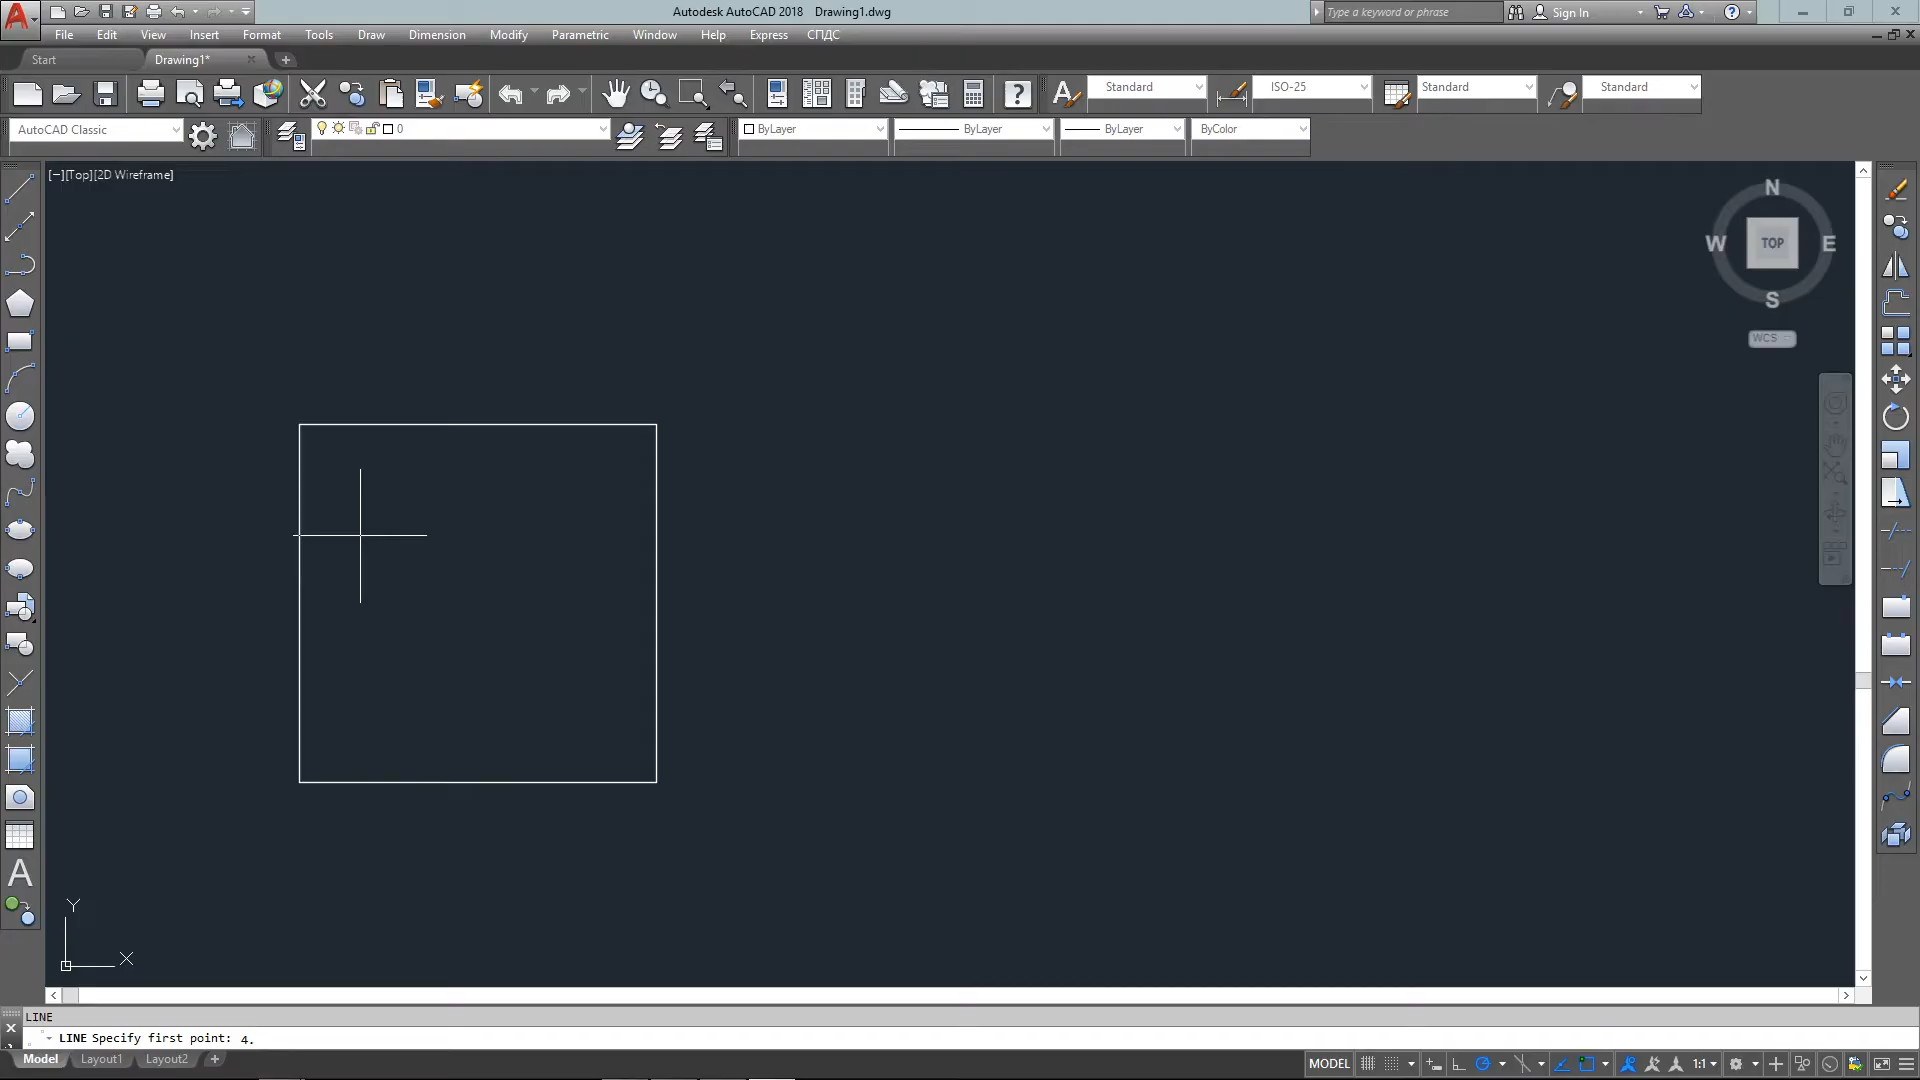 Autodesk AutoCAD 2018 Drawing1.dwg
Type a keyword or phrase
Sign In
File Edit View Insert Format Tools Draw Dimension Modify Parametric Window Help Express СПДС
Start
Drawing1*
Standard
ISO-25
Standard
Standard
AutoCAD Classic
0
ByLayer
ByLayer
ByLayer
ByColor
[−][Top][2D Wireframe]
N
W
TOP
E
S
WCS
A
Y
X
LINE
LINE Specify first point: 4.
Model
Layout1
Layout2
MODEL
1:1